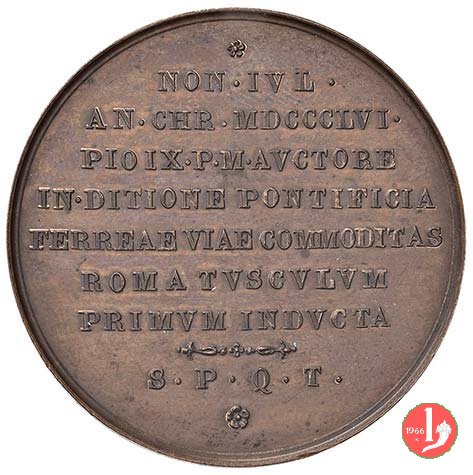 NON · IVL ·
AN · CHR · MDCCCLVI ·
PIO IX · P · M · AVCTORE
IN · DITIONE PONTIFICIA
FERREAE VIAE COMMODITAS
ROMA TVSCVLVM
PRIMVM INDVCTA
S · P · Q · T ·
1966